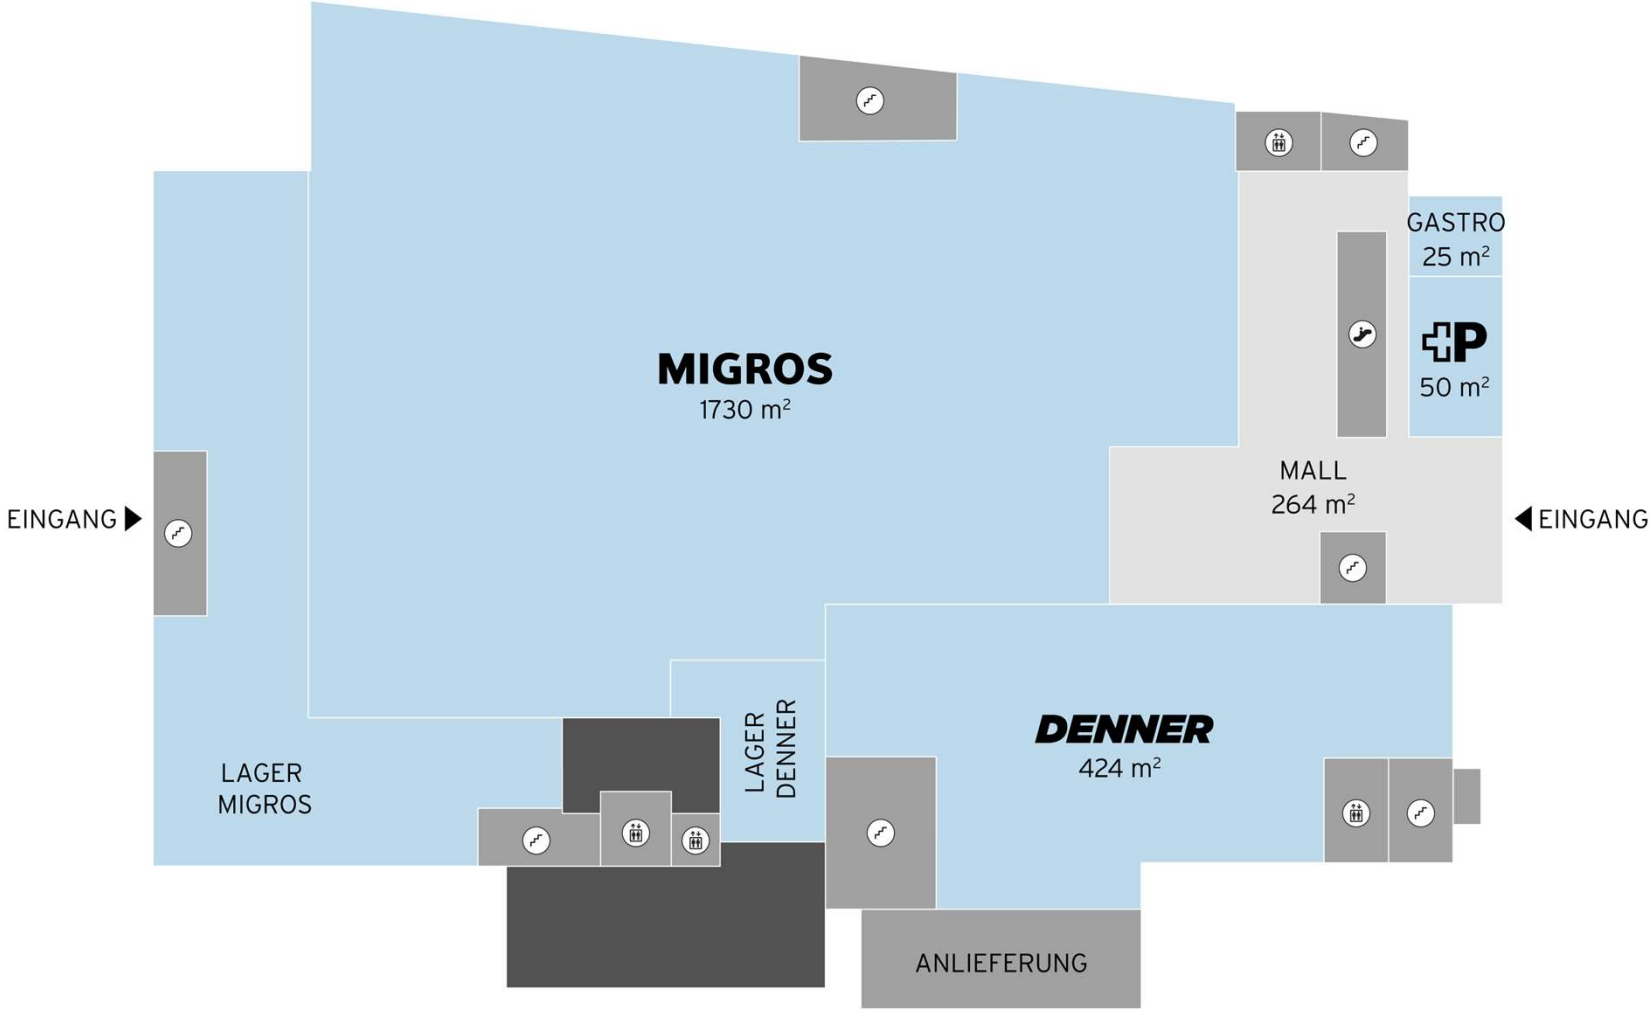 GASTRO
25 m²
P
50 m²
MIGROS
1730 m²
MALL
264 m²
EINGANG
EINGANG
LAGER
DENNER
DENNER
424 m²
LAGER
MIGROS
ANLIEFERUNG